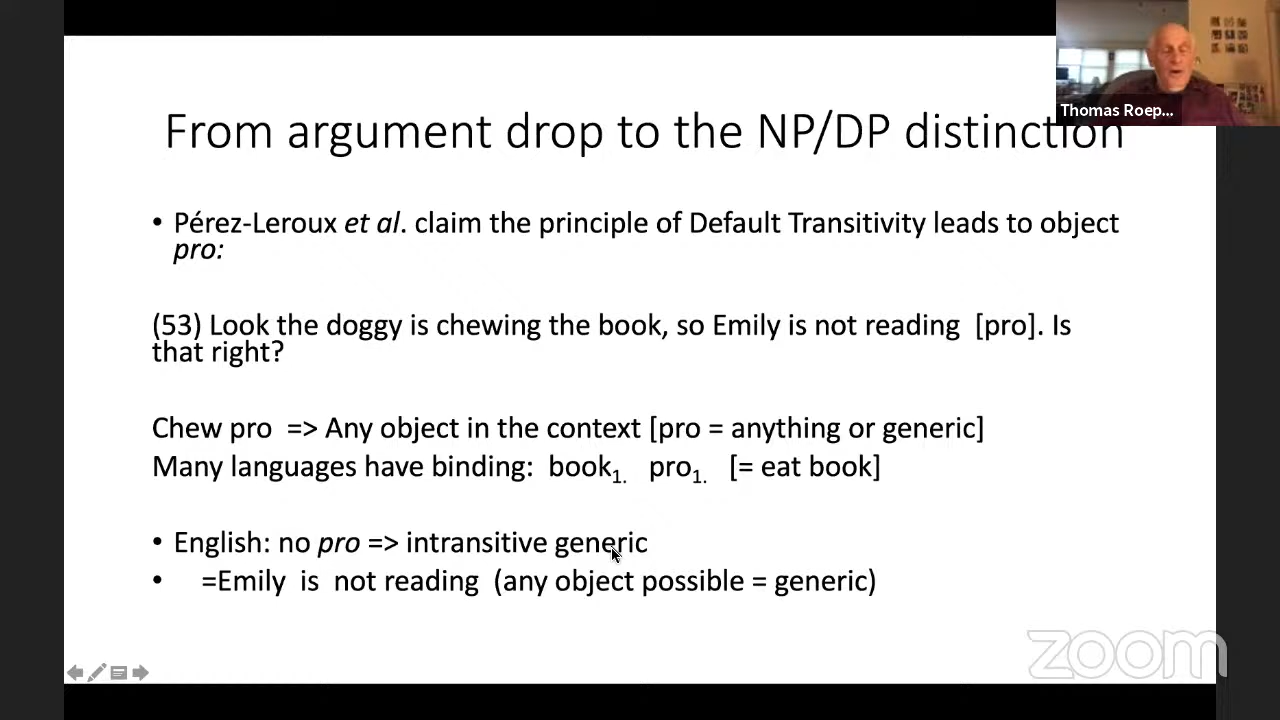 Thomas Roep...
From argument drop to the NP/DP distinction
• Pérez-Leroux et al. claim the principle of Default Transitivity leads to object
pro:
(53) Look the doggy is chewing the book, so Emily is not reading [pro]. Is
that right?
Chew pro => Any object in the context [pro = anything or generic]
Many languages have binding: book1. pro1. [= eat book]
• English: no pro => intransitive generic
• =Emily is not reading (any object possible = generic)
zoom